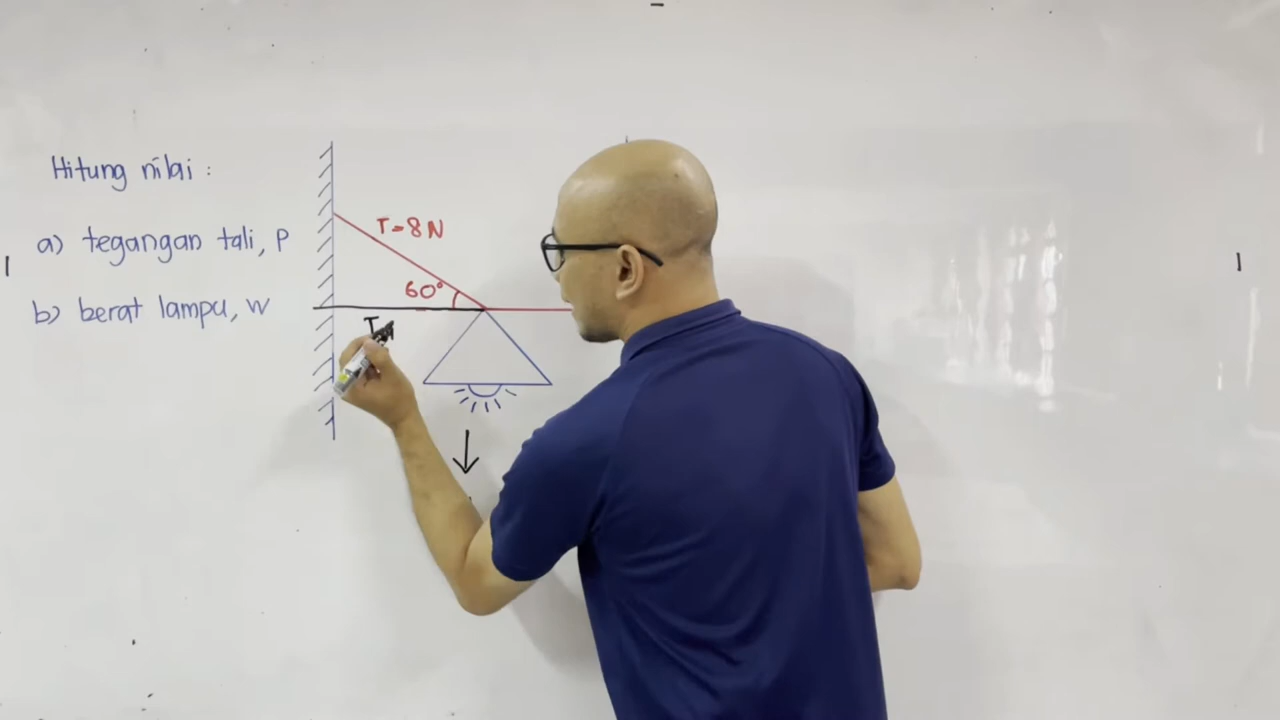 Hitung nilai :
a) tegangan tali, P
b) berat lampu, W
T=8N
60°